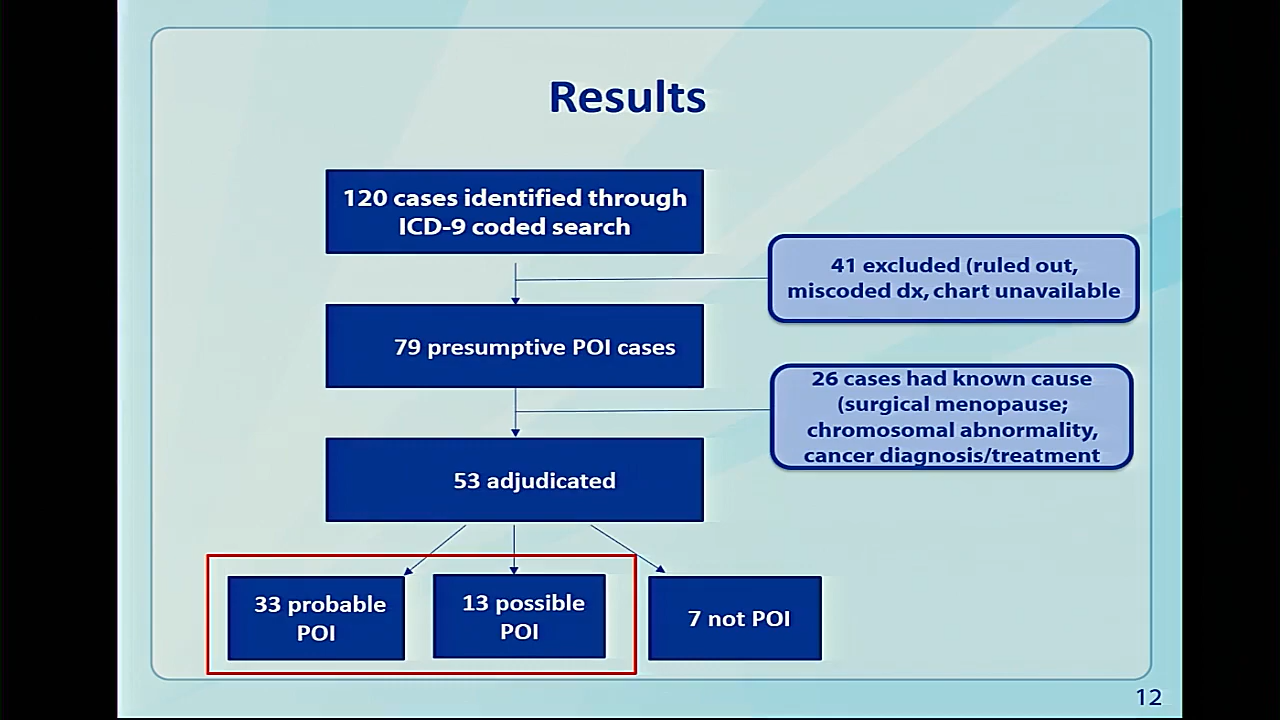 Results
120 cases identified through
ICD-9 coded search
41 excluded (ruled out,
miscoded dx, chart unavailable
79 presumptive POI cases
26 cases had known cause
(surgical menopause;
chromosomal abnormality,
cancer diagnosis/treatment
53 adjudicated
33 probable
POI
13 possible
POI
7 not POI
12